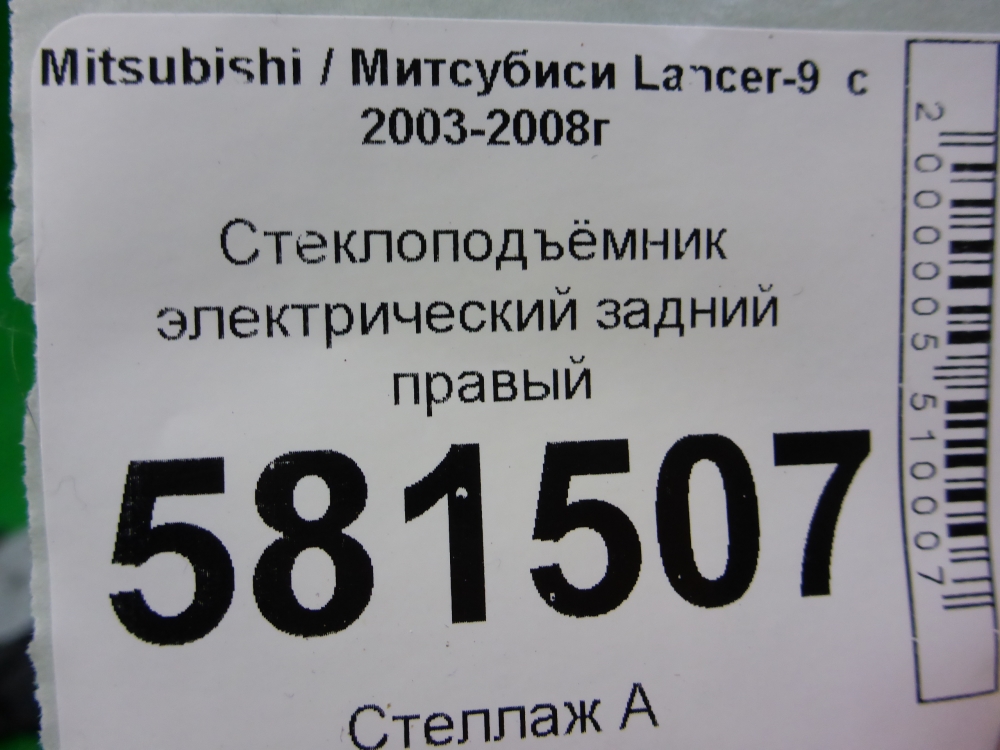 Mitsubishi / Митсубиси Lancer-9 с
2003-2008г
Стеклоподъёмник
электрический задний
правый
581507
Стеллаж А
2000005510007